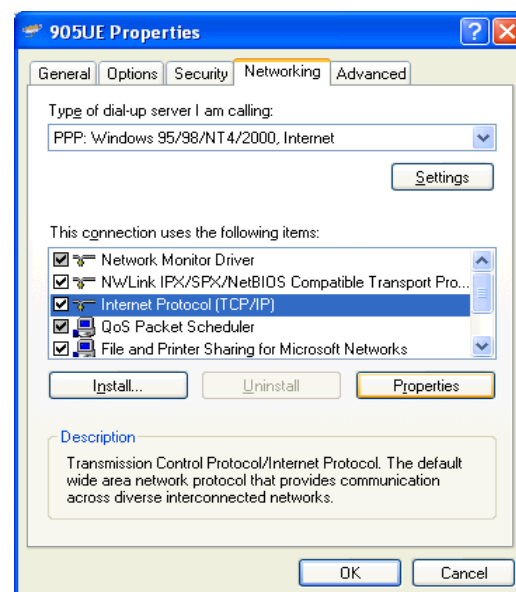 905UE Properties
General Options Security Networking Advanced
Type of dial-up server I am calling:
PPP: Windows 95/98/NT4/2000, Internet
Settings
This connection uses the following items:
Network Monitor Driver
NWLink IPX/SPX/NetBIOS Compatible Transport Pro...
Internet Protocol (TCP/IP)
QoS Packet Scheduler
File and Printer Sharing for Microsoft Networks
Install... Uninstall Properties
Description
Transmission Control Protocol/Internet Protocol. The default
wide area network protocol that provides communication
across diverse interconnected networks.
OK Cancel